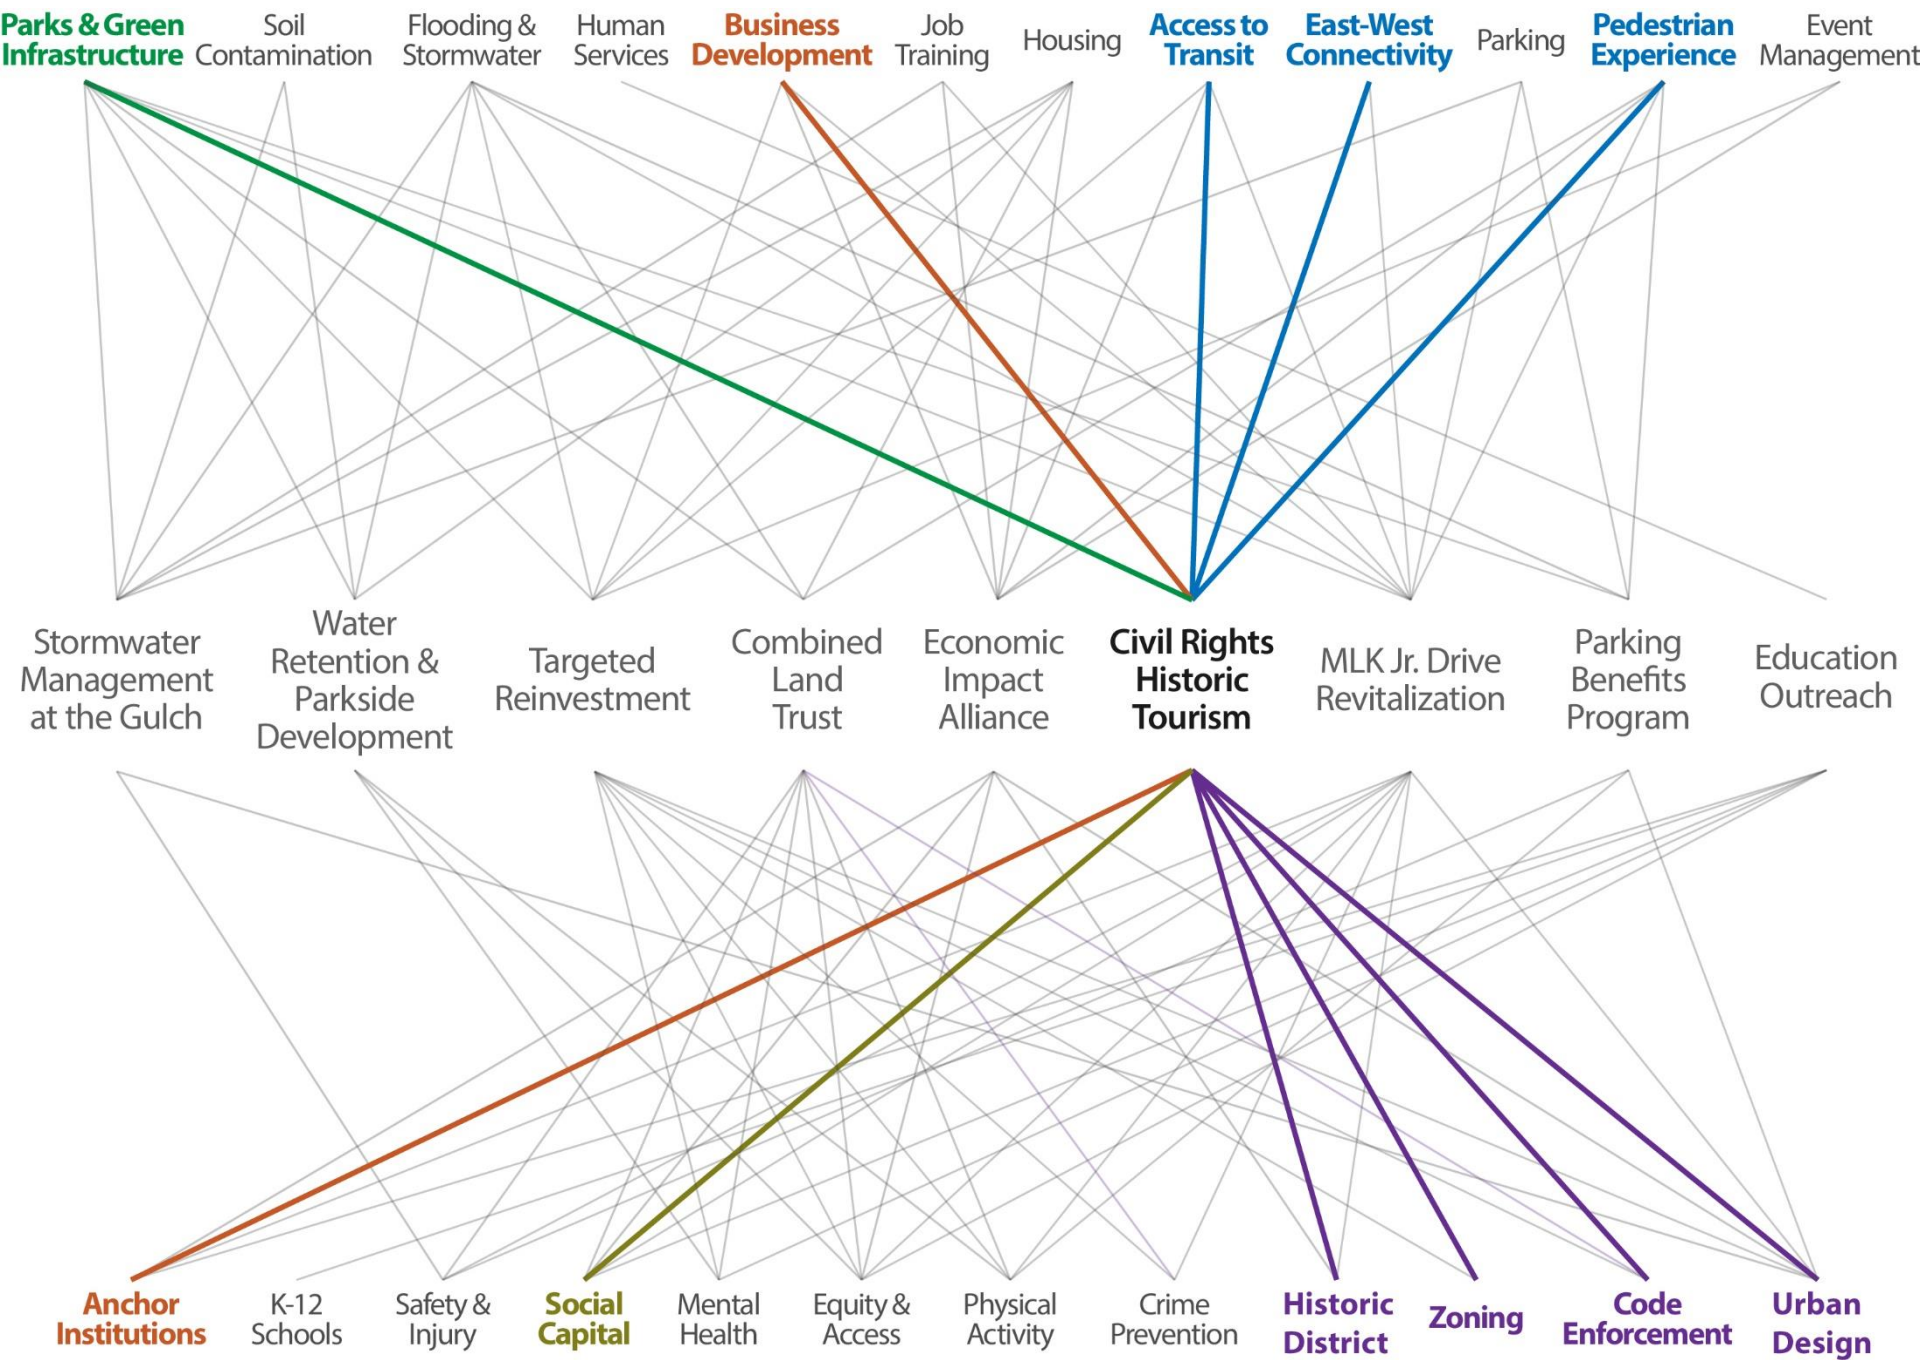 Parks & Green
Infrastructure
Soil
Contamination
Flooding &
Stormwater
Human
Services
Business
Development
Job
Training
Housing
Access to
Transit
East-West
Connectivity
Parking
Pedestrian
Experience
Event
Management
Stormwater
Management
at the Gulch
Water
Retention &
Parkside
Development
Targeted
Reinvestment
Combined
Land
Trust
Economic
Impact
Alliance
Civil Rights
Historic
Tourism
MLK Jr. Drive
Revitalization
Parking
Benefits
Program
Education
Outreach
Anchor
Institutions
K-12
Schools
Safety &
Injury
Social
Capital
Mental
Health
Equity &
Access
Physical
Activity
Crime
Prevention
Historic
District
Zoning
Code
Enforcement
Urban
Design